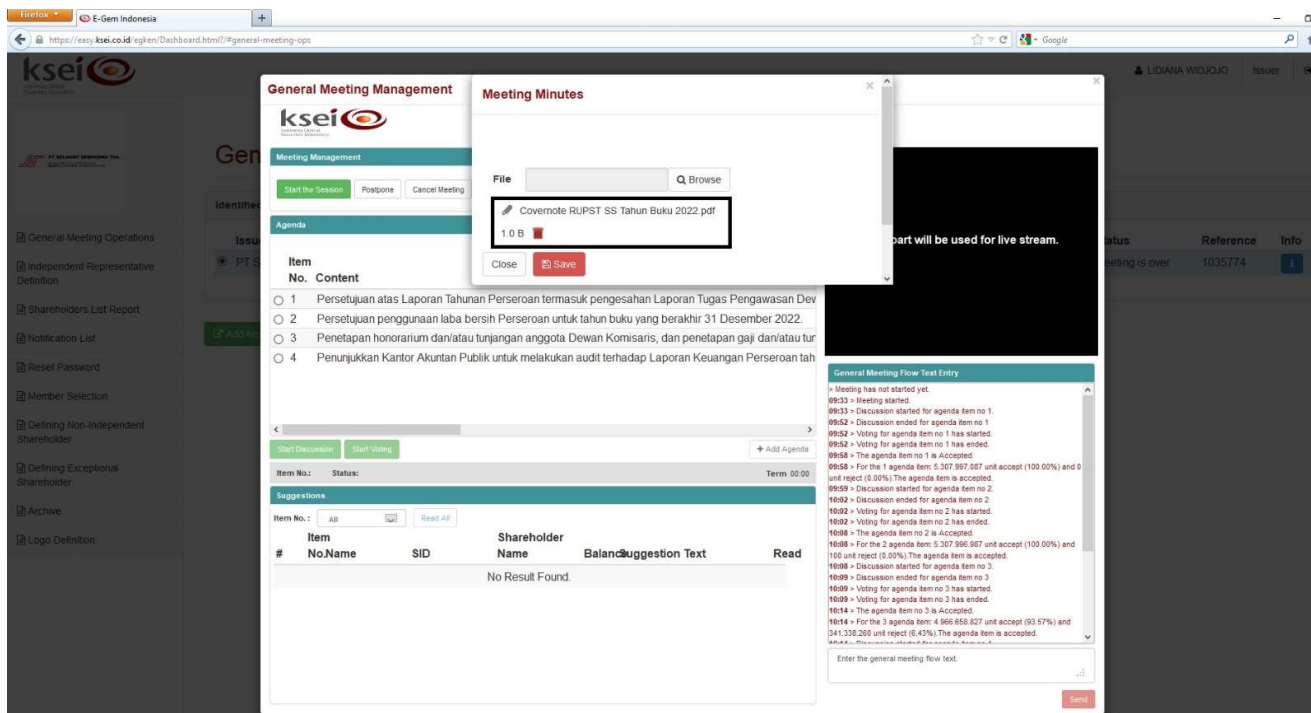 Firefox
E-Gem Indonesia
+
https://easy.ksei.co.id/egken/Dashboard.html?/#general-meeting-ops
Google
ksei
LIDIANA WIDJOJO
Issuer
PT SELAMAT SEMPURNA Tbk.
General Meeting Operations
Independent Representative
Definition
Shareholders List Report
Notification List
Reset Password
Member Selection
Defining Non-Independent
Shareholder
Defining Exceptional
Shareholder
Archive
Logo Definition
Gen
Identified
Issu
PT S
Add Ne
tatus
Reference
Info
eeting is over
1035774
i
General Meeting Management
ksei
Meeting Management
Start the Session
Postpone
Cancel Meeting
Agenda
Item
No. Content
1 Persetujuan atas Laporan Tahunan Perseroan termasuk pengesahan Laporan Tugas Pengawasan Dev
2 Persetujuan penggunaan laba bersih Perseroan untuk tahun buku yang berakhir 31 Desember 2022.
3 Penetapan honorarium dan/atau tunjangan anggota Dewan Komisaris, dan penetapan gaji dan/atau tur
4 Penunjukkan Kantor Akuntan Publik untuk melakukan audit terhadap Laporan Keuangan Perseroan tah
Start Discussion
Start Voting
+ Add Agenda
Item No.: Status: Term 00:00
Suggestions
Item No.: All Read All
Item
Shareholder
# No.Name SID Name Balance Suggestion Text Read
No Result Found.
Meeting Minutes
File
Browse
Covernote RUPST SS Tahun Buku 2022.pdf
1.0 B
Close
Save
part will be used for live stream.
General Meeting Flow Text Entry
> Meeting has not started yet.
09:33 > Meeting started.
09:33 > Discussion started for agenda item no 1.
09:52 > Discussion ended for agenda item no 1
09:52 > Voting for agenda item no 1 has started.
09:52 > Voting for agenda item no 1 has ended.
09:58 > The agenda item no 1 is Accepted.
09:58 > For the 1 agenda item: 5.307.997.087 unit accept (100.00%) and 0
unit reject (0.00%).The agenda item is accepted.
09:59 > Discussion started for agenda item no 2.
10:02 > Discussion ended for agenda item no 2
10:02 > Voting for agenda item no 2 has started.
10:02 > Voting for agenda item no 2 has ended.
10:08 > The agenda item no 2 is Accepted.
10:08 > For the 2 agenda item: 5.307.996.987 unit accept (100.00%) and
100 unit reject (0.00%).The agenda item is accepted.
10:08 > Discussion started for agenda item no 3.
10:09 > Discussion ended for agenda item no 3
10:09 > Voting for agenda item no 3 has started.
10:09 > Voting for agenda item no 3 has ended.
10:14 > The agenda item no 3 is Accepted.
10:14 > For the 3 agenda item: 4.966.658.827 unit accept (93.57%) and
341.338.260 unit reject (6.43%).The agenda item is accepted.
Enter the general meeting flow text.
Send